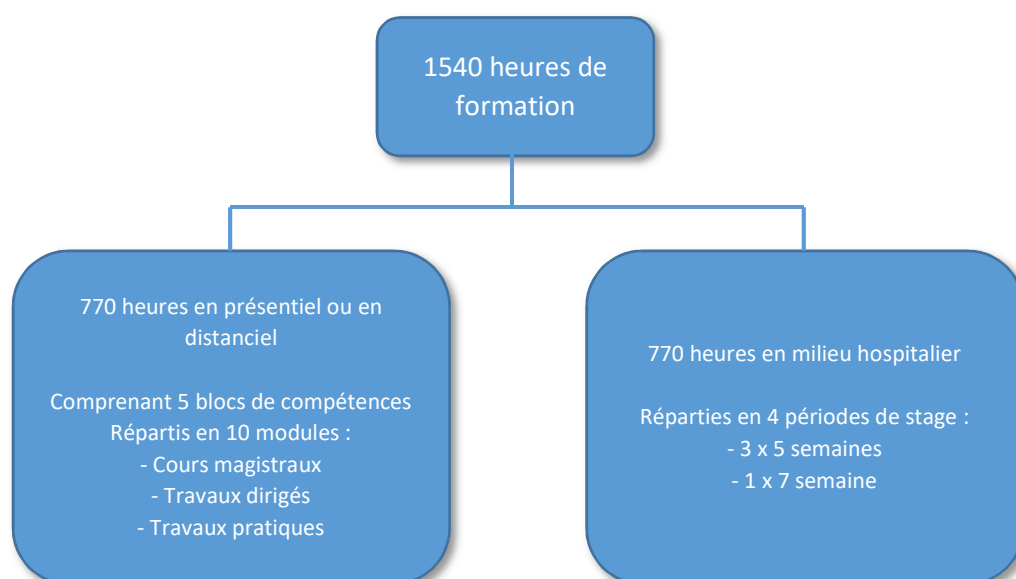 1540 heures de
formation
770 heures en présentiel ou en
distanciel
Comprenant 5 blocs de compétences
Répartis en 10 modules :
- Cours magistraux
- Travaux dirigés
- Travaux pratiques
770 heures en milieu hospitalier
Réparties en 4 périodes de stage :
- 3 x 5 semaines
- 1 x 7 semaine